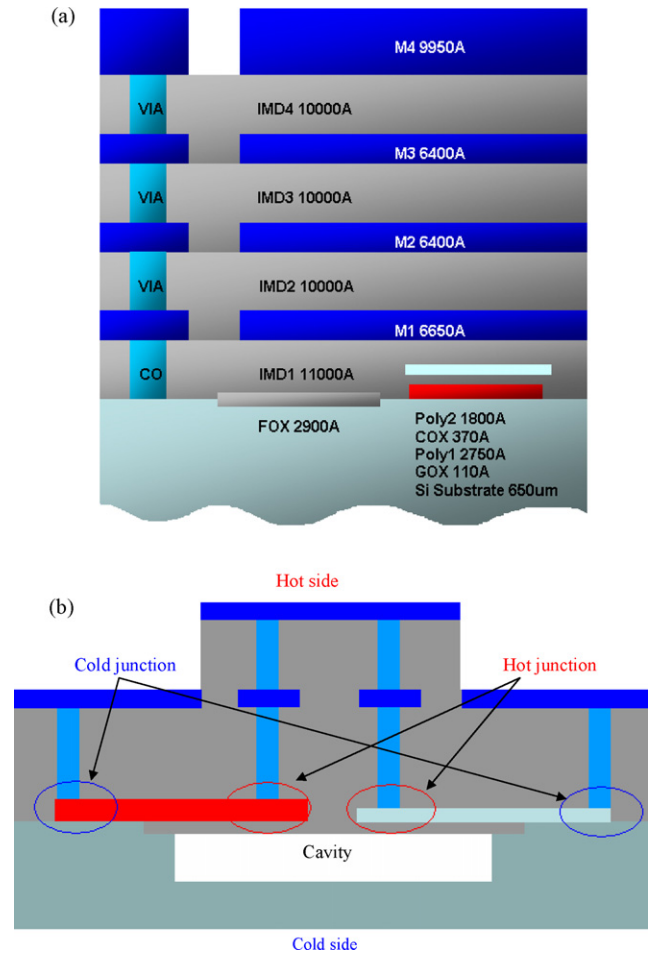 (a)
M4 9950A
VIA
IMD4 10000A
M3 6400A
VIA
IMD3 10000A
M2 6400A
VIA
IMD2 10000A
M1 6650A
CO
IMD1 11000A
FOX 2900A
Poly2 1800A
COX 370A
Poly1 2750A
GOX 110A
Si Substrate 650um
Hot side
(b)
Cold junction
Hot junction
Cavity
Cold side